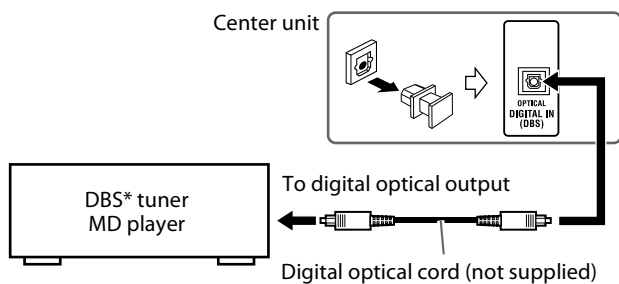 Center unit
OPTICAL
DIGITAL IN
(DBS)
DBS* tuner
MD player
To digital optical output
Digital optical cord (not supplied)